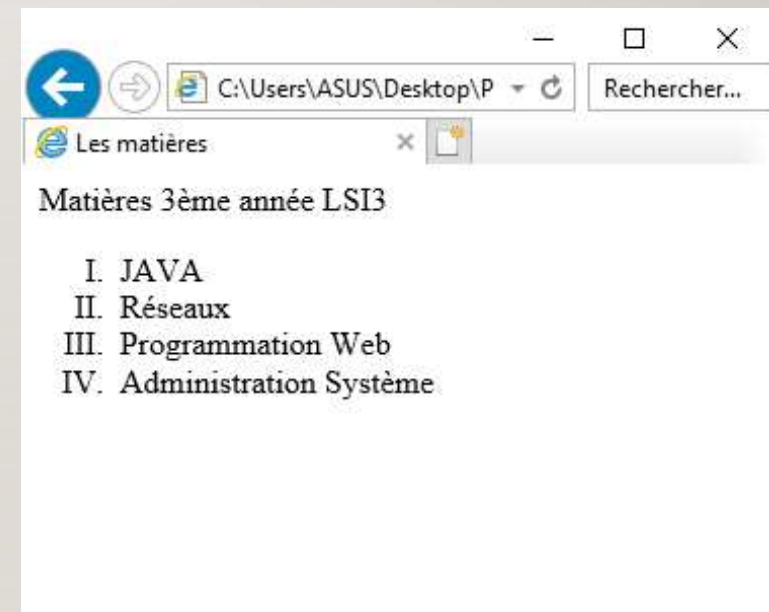 C:\Users\ASUS\Desktop\P
Rechercher...
Les matières
Matières 3ème année LSI3
I. JAVA
II. Réseaux
III. Programmation Web
IV. Administration Système